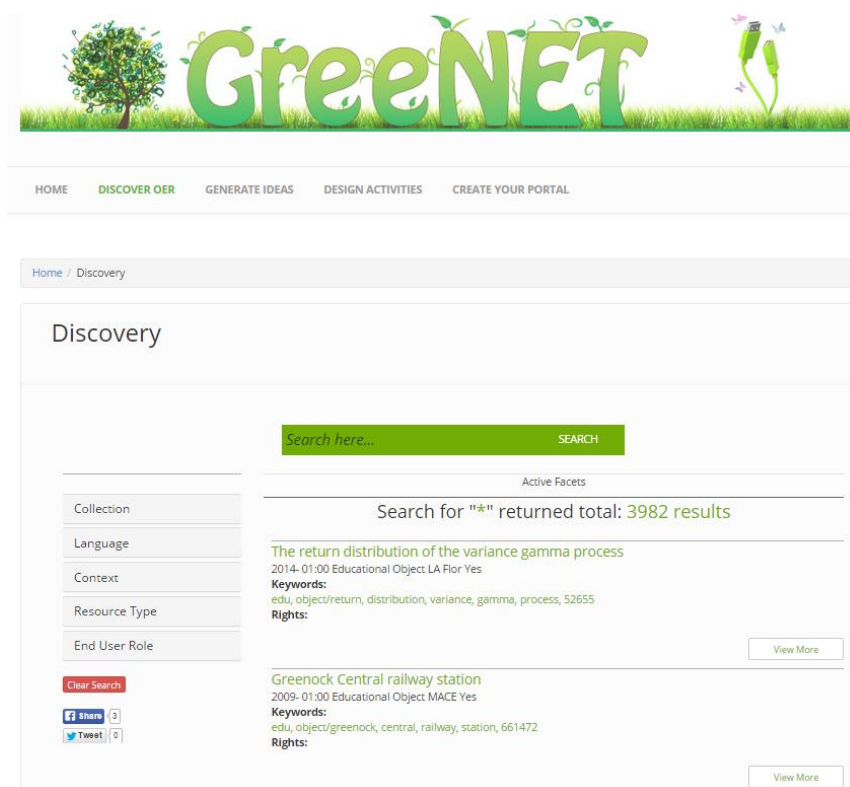 GreeNET
HOME DISCOVER OER GENERATE IDEAS DESIGN ACTIVITIES CREATE YOUR PORTAL
Home / Discovery
Discovery
Search here... SEARCH
Active Facets
Search for "*" returned total: 3982 results
Collection
Language
Context
Resource Type
End User Role
Clear Search
Share 3
Tweet 0
The return distribution of the variance gamma process
2014- 01:00 Educational Object LA Flor Yes
Keywords:
edu, object/return, distribution, variance, gamma, process, 52655
Rights:
View More
Greenock Central railway station
2009- 01:00 Educational Object MACE Yes
Keywords:
edu, object/greenock, central, railway, station, 661472
Rights:
View More